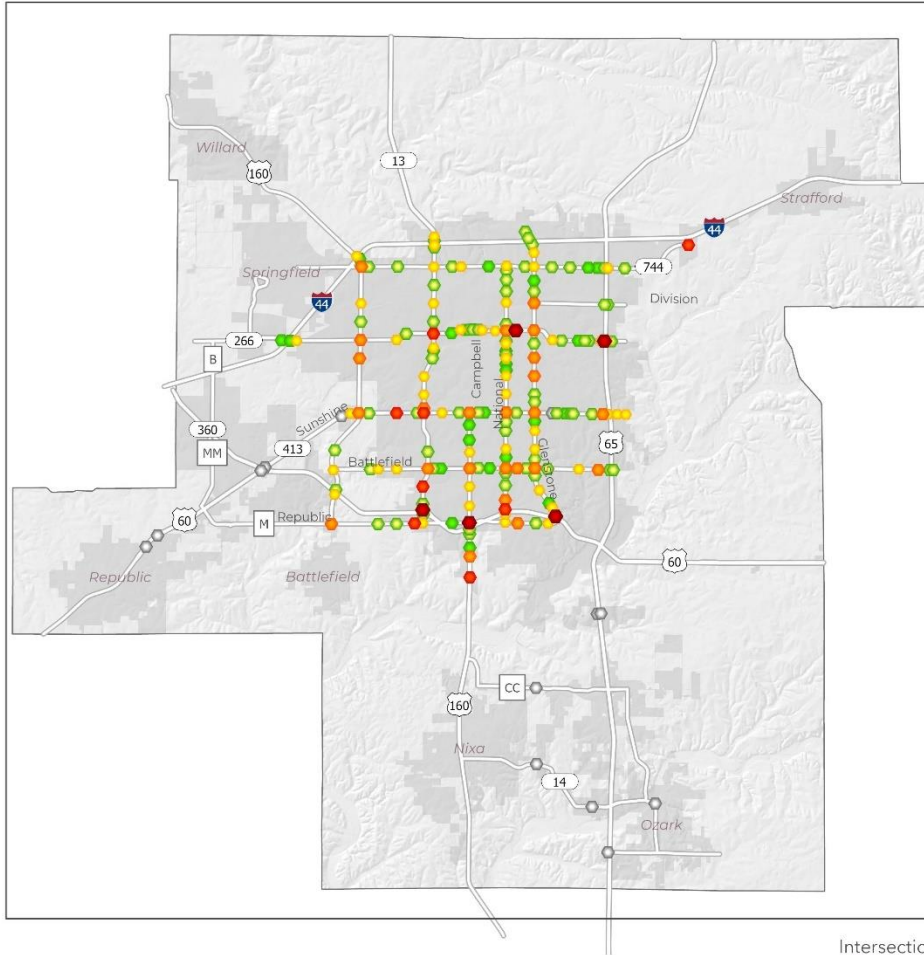 13
Willard
160
Strafford
44
744
Springfield
44
Division
266
B
Campbell
National
Sunshine
Glenstone
360
413
65
MM
Battlefield
60
M
Republic
60
Republic
Battlefield
CC
160
Nixa
14
Ozark
Intersectio